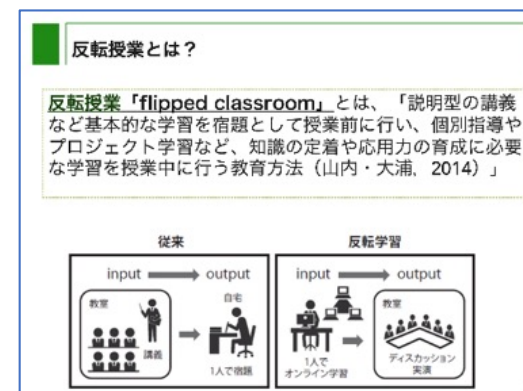 反転授業とは？
反転授業「flipped classroom」とは、「説明型の講義
など基本的な学習を宿題として授業前に行い、個別指導や
プロジェクト学習など、知識の定着や応用力の育成に必要
な学習を授業中に行う教育方法（山内・大浦，2014）」
従来
反転学習
input output
input output
教室
自宅
教室
講義
1人で宿題
1人で
オンライン学習
ディスカッション
実演